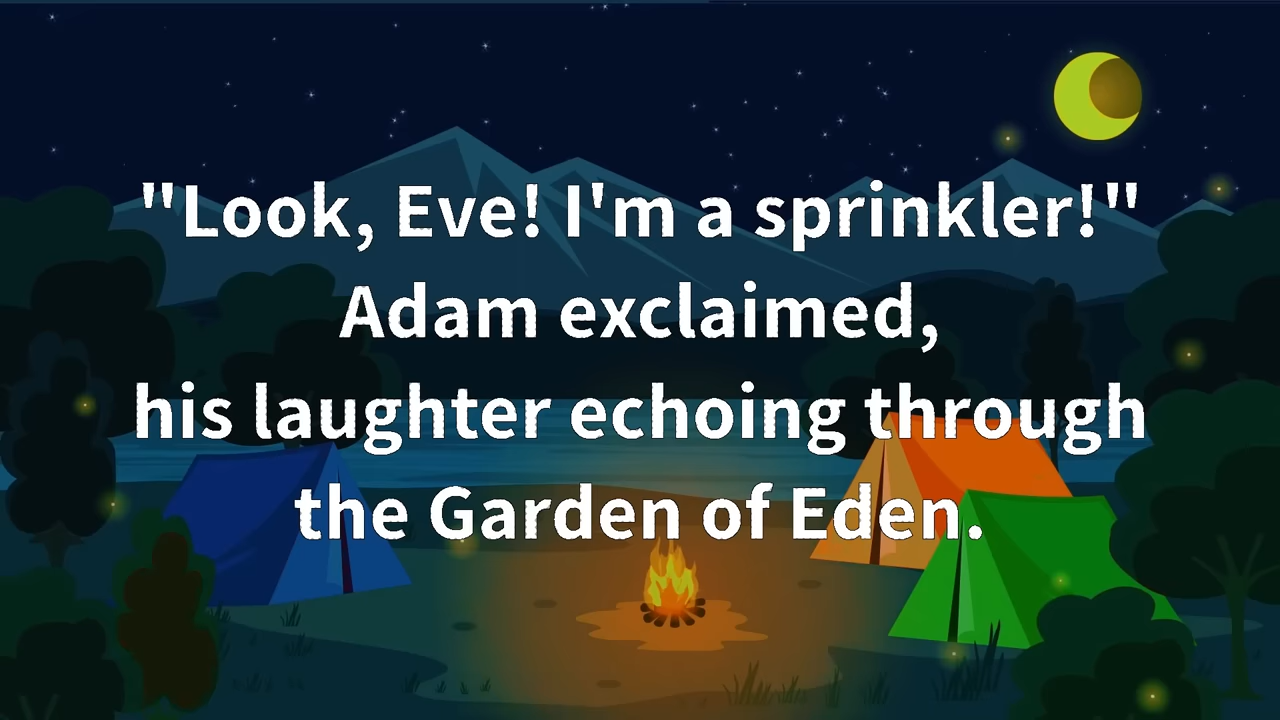 "Look, Eve! I'm a sprinkler!"
Adam exclaimed,
his laughter echoing through
the Garden of Eden.